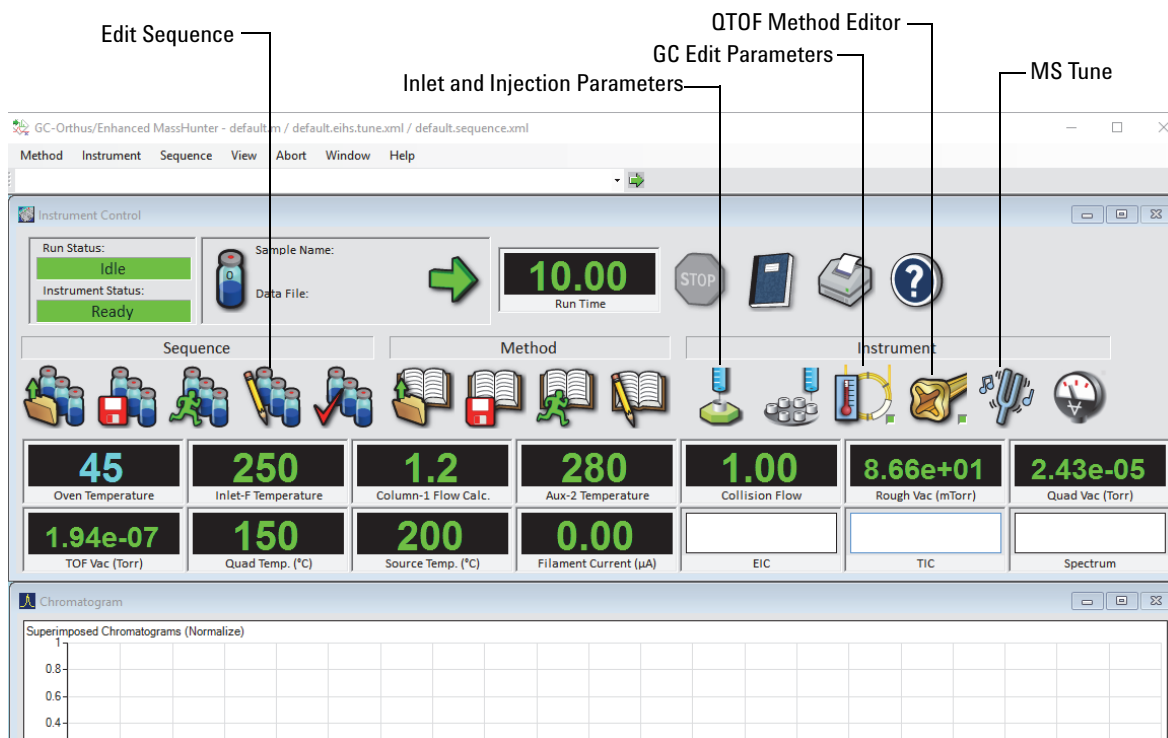 Edit Sequence
QTOF Method Editor
GC Edit Parameters
Inlet and Injection Parameters
MS Tune
GC-Orthus/Enhanced MassHunter - default.m / default.eihs.tune.xml / default.sequence.xml
Method Instrument Sequence View Abort Window Help
Instrument Control
Run Status:
Idle
Instrument Status:
Ready
0
Sample Name:
Data File:
10.00
Run Time
STOP
?
Sequence
Method
Instrument
45
Oven Temperature
250
Inlet-F Temperature
1.2
Column-1 Flow Calc.
280
Aux-2 Temperature
1.00
Collision Flow
8.66e+01
Rough Vac (mTorr)
2.43e-05
Quad Vac (Torr)
1.94e-07
TOF Vac (Torr)
150
Quad Temp. (°C)
200
Source Temp. (°C)
0.00
Filament Current (µA)
EIC
TIC
Spectrum
Chromatogram
Superimposed Chromatograms (Normalize)
1
0.8
0.6
0.4